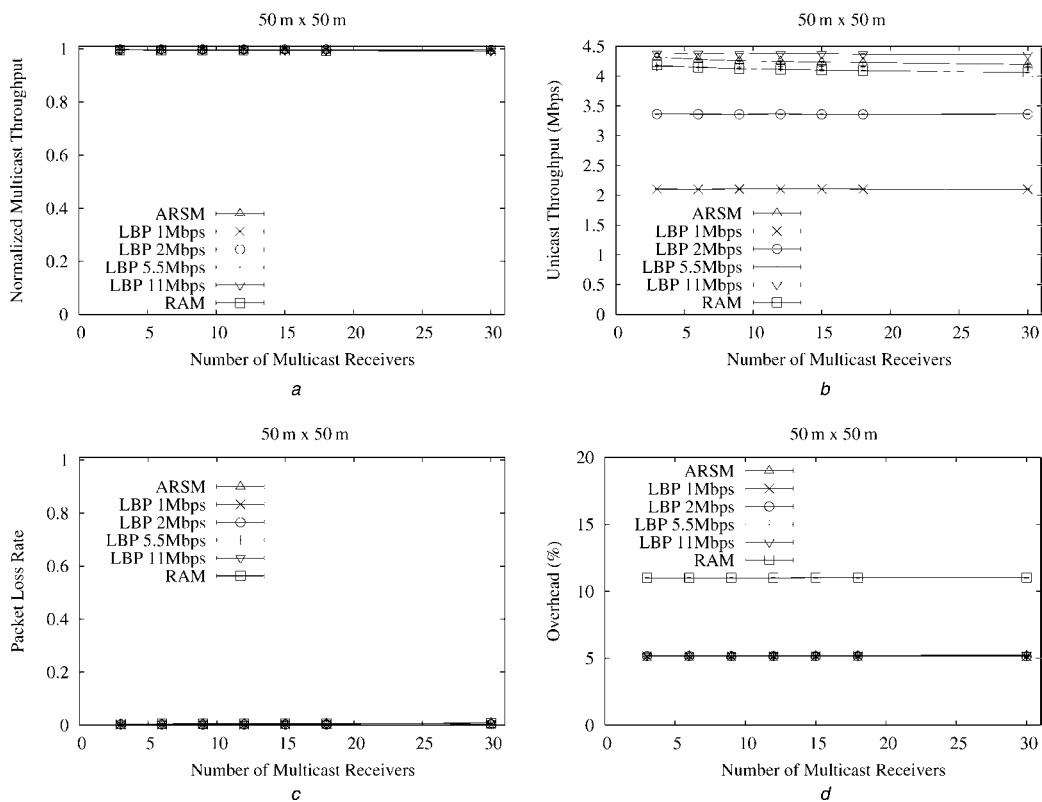 50 m x 50 m
Normalized Multicast Throughput
1
0.8
0.6
0.4
0.2
0
ARSM
LBP 1Mbps
LBP 2Mbps
LBP 5.5Mbps
LBP 11Mbps
RAM
0 5 10 15 20 25 30
Number of Multicast Receivers
a
50 m x 50 m
Unicast Throughput (Mbps)
4.5
4
3.5
3
2.5
2
1.5
1
0.5
0
ARSM
LBP 1Mbps
LBP 2Mbps
LBP 5.5Mbps
LBP 11Mbps
RAM
0 5 10 15 20 25 30
Number of Multicast Receivers
b
50 m x 50 m
Packet Loss Rate
1
0.8
0.6
0.4
0.2
0
ARSM
LBP 1Mbps
LBP 2Mbps
LBP 5.5Mbps
LBP 11Mbps
RAM
0 5 10 15 20 25 30
Number of Multicast Receivers
c
50 m x 50 m
Overhead (%)
20
15
10
5
0
ARSM
LBP 1Mbps
LBP 2Mbps
LBP 5.5Mbps
LBP 11Mbps
RAM
0 5 10 15 20 25 30
Number of Multicast Receivers
d